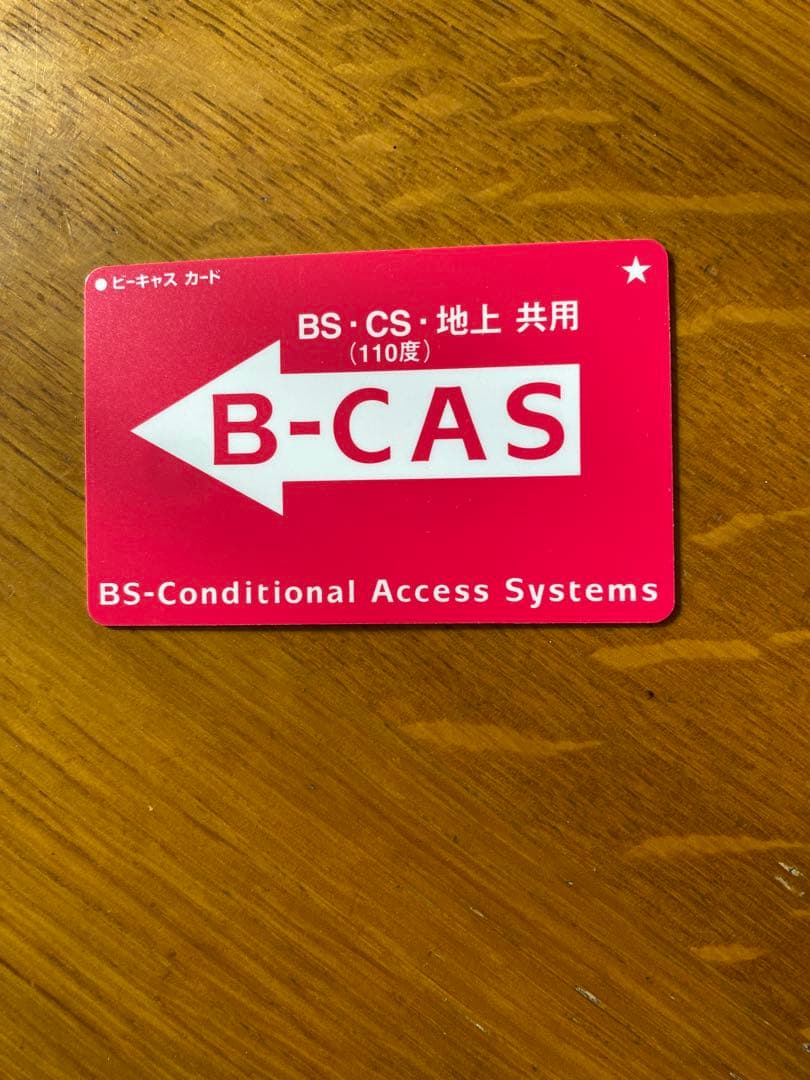 ●ビーキャス カード ★
BS・CS・地上 共用
(110度)
B-CAS
BS-Conditional Access Systems